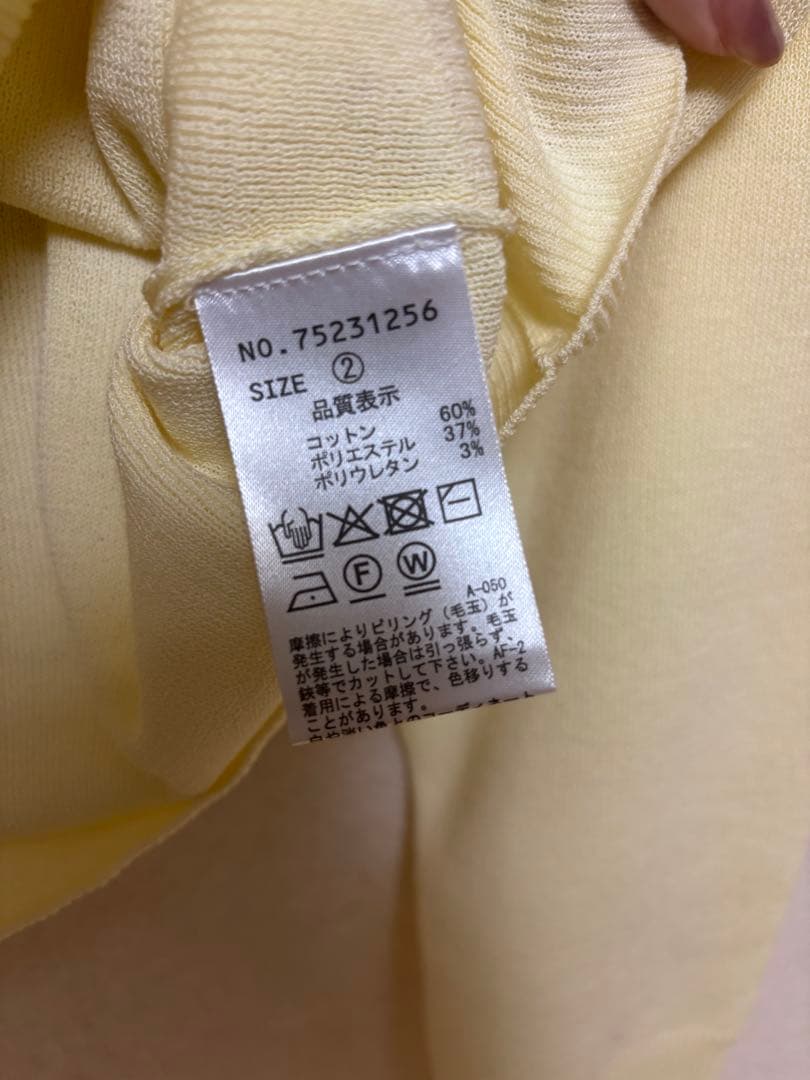 NO.75231256
SIZE ②
品質表示
コットン 60%
ポリエステル 37%
ポリウレタン 3%
F W
A-050
摩擦によりピリング（毛玉）が
発生する場合があります。毛玉
が発生した場合は引っ張らず、
鋏等でカットして下さい。AF-2
着用による摩擦で、色移りする
ことがあります。